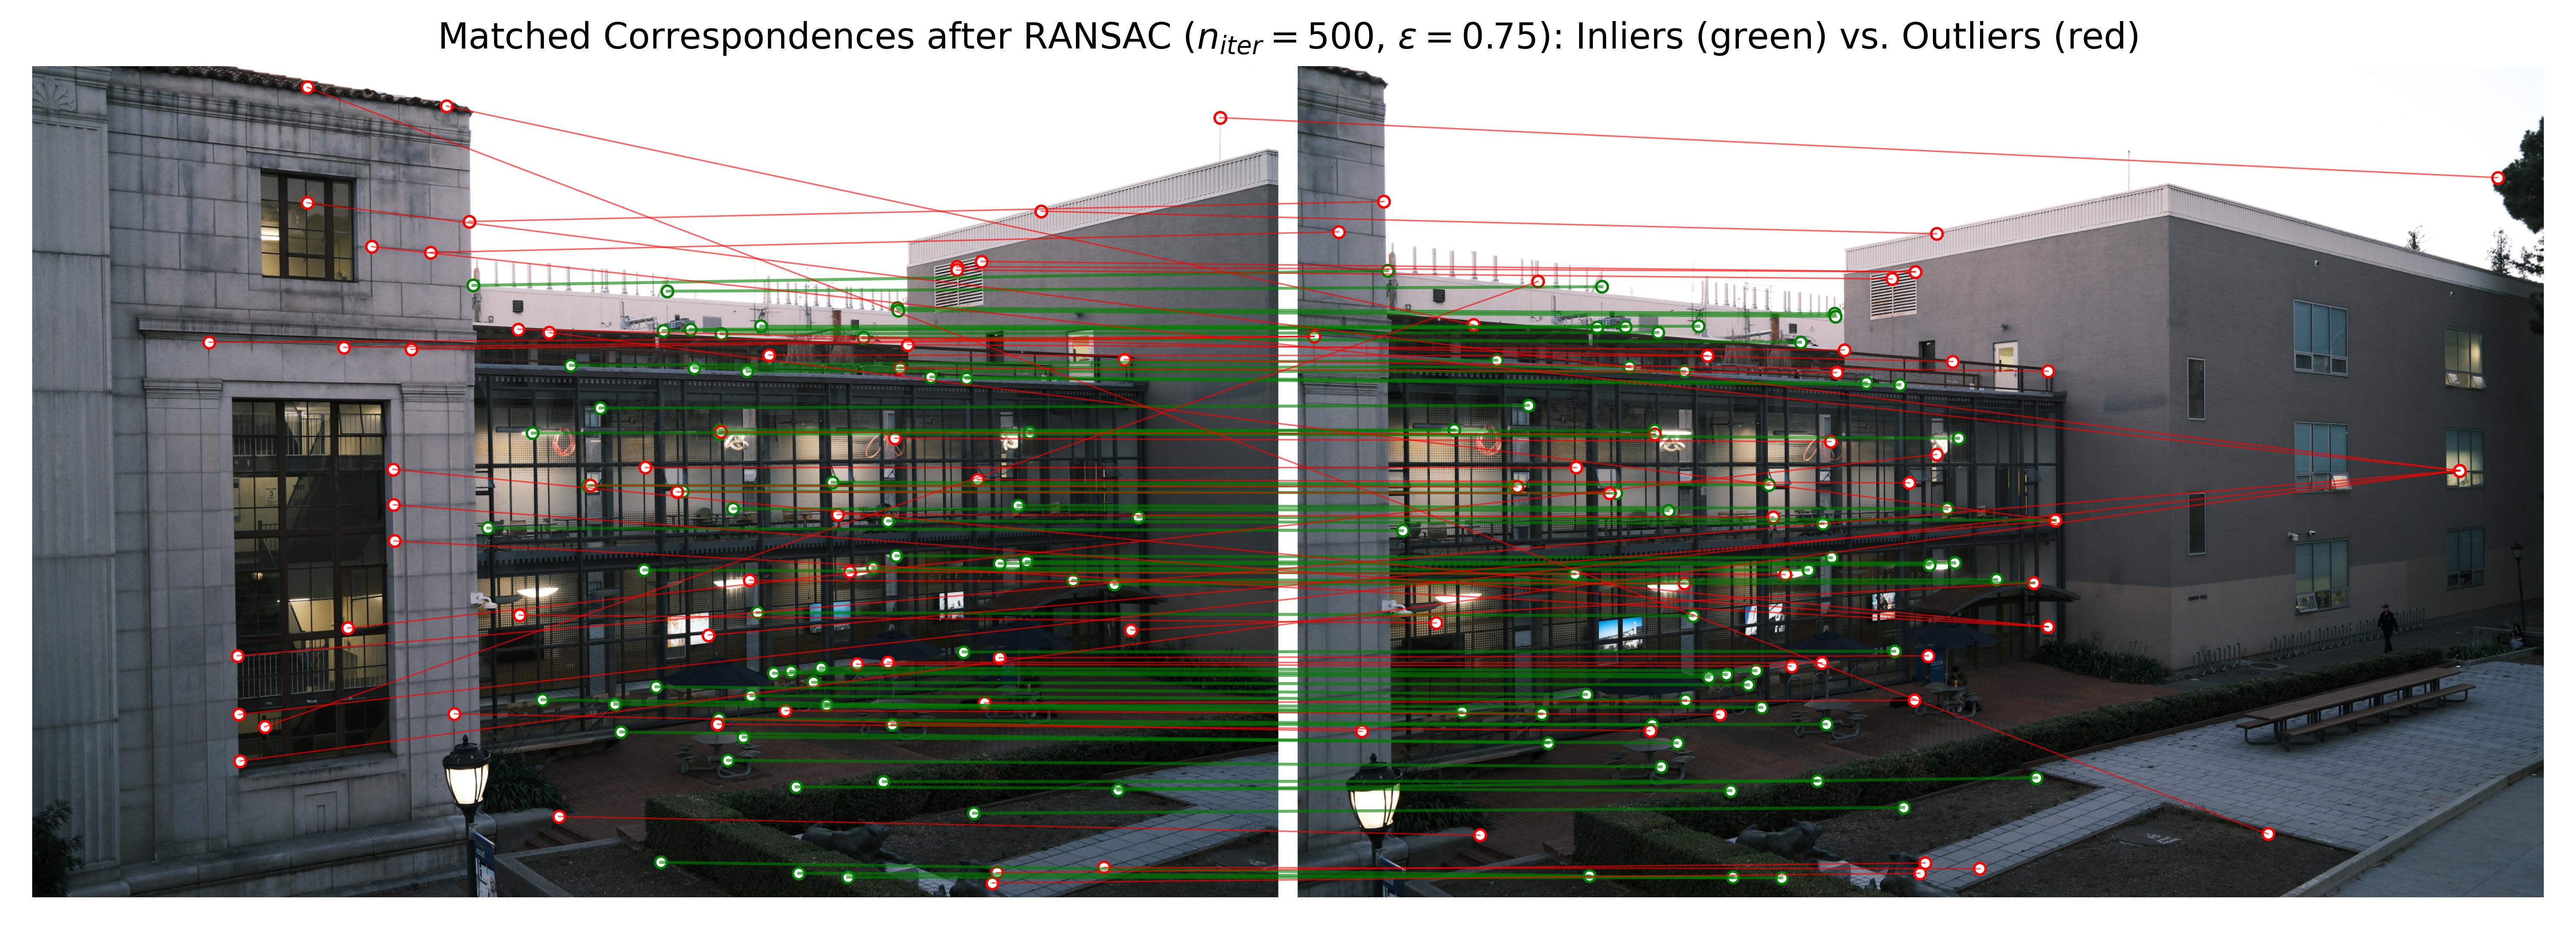 Matched Correspondences after RANSAC (n_iter = 500, ε = 0.75): Inliers (green) vs. Outliers (red)